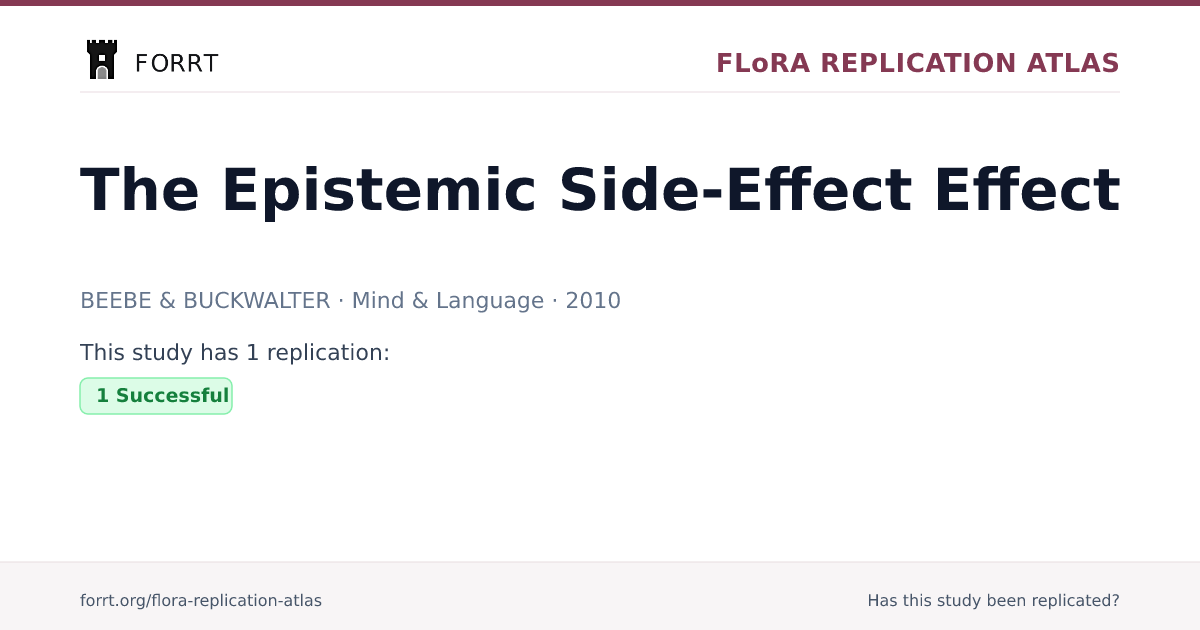 FORRT
FLoRA REPLICATION ATLAS
The Epistemic Side-Effect Effect
BEEBE & BUCKWALTER · Mind & Language · 2010
This study has 1 replication:
1 Successful
forrt.org/flora-replication-atlas
Has this study been replicated?